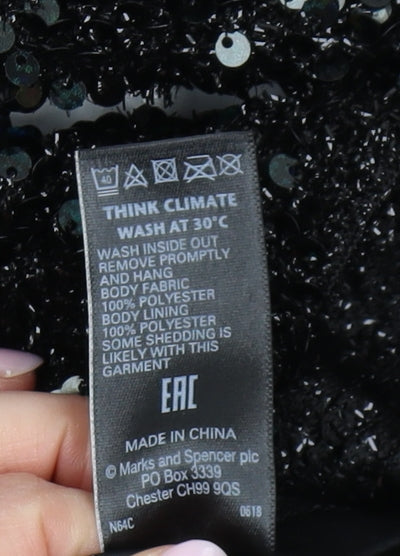 40
THINK CLIMATE
WASH AT 30°C
WASH INSIDE OUT
REMOVE PROMPTLY
AND HANG
BODY FABRIC
100% POLYESTER
BODY LINING
100% POLYESTER
SOME SHEDDING IS
LIKELY WITH THIS
GARMENT
EAC
MADE IN CHINA
© Marks and Spencer plc
PO Box 3339
Chester CH99 9QS
N64C 0618